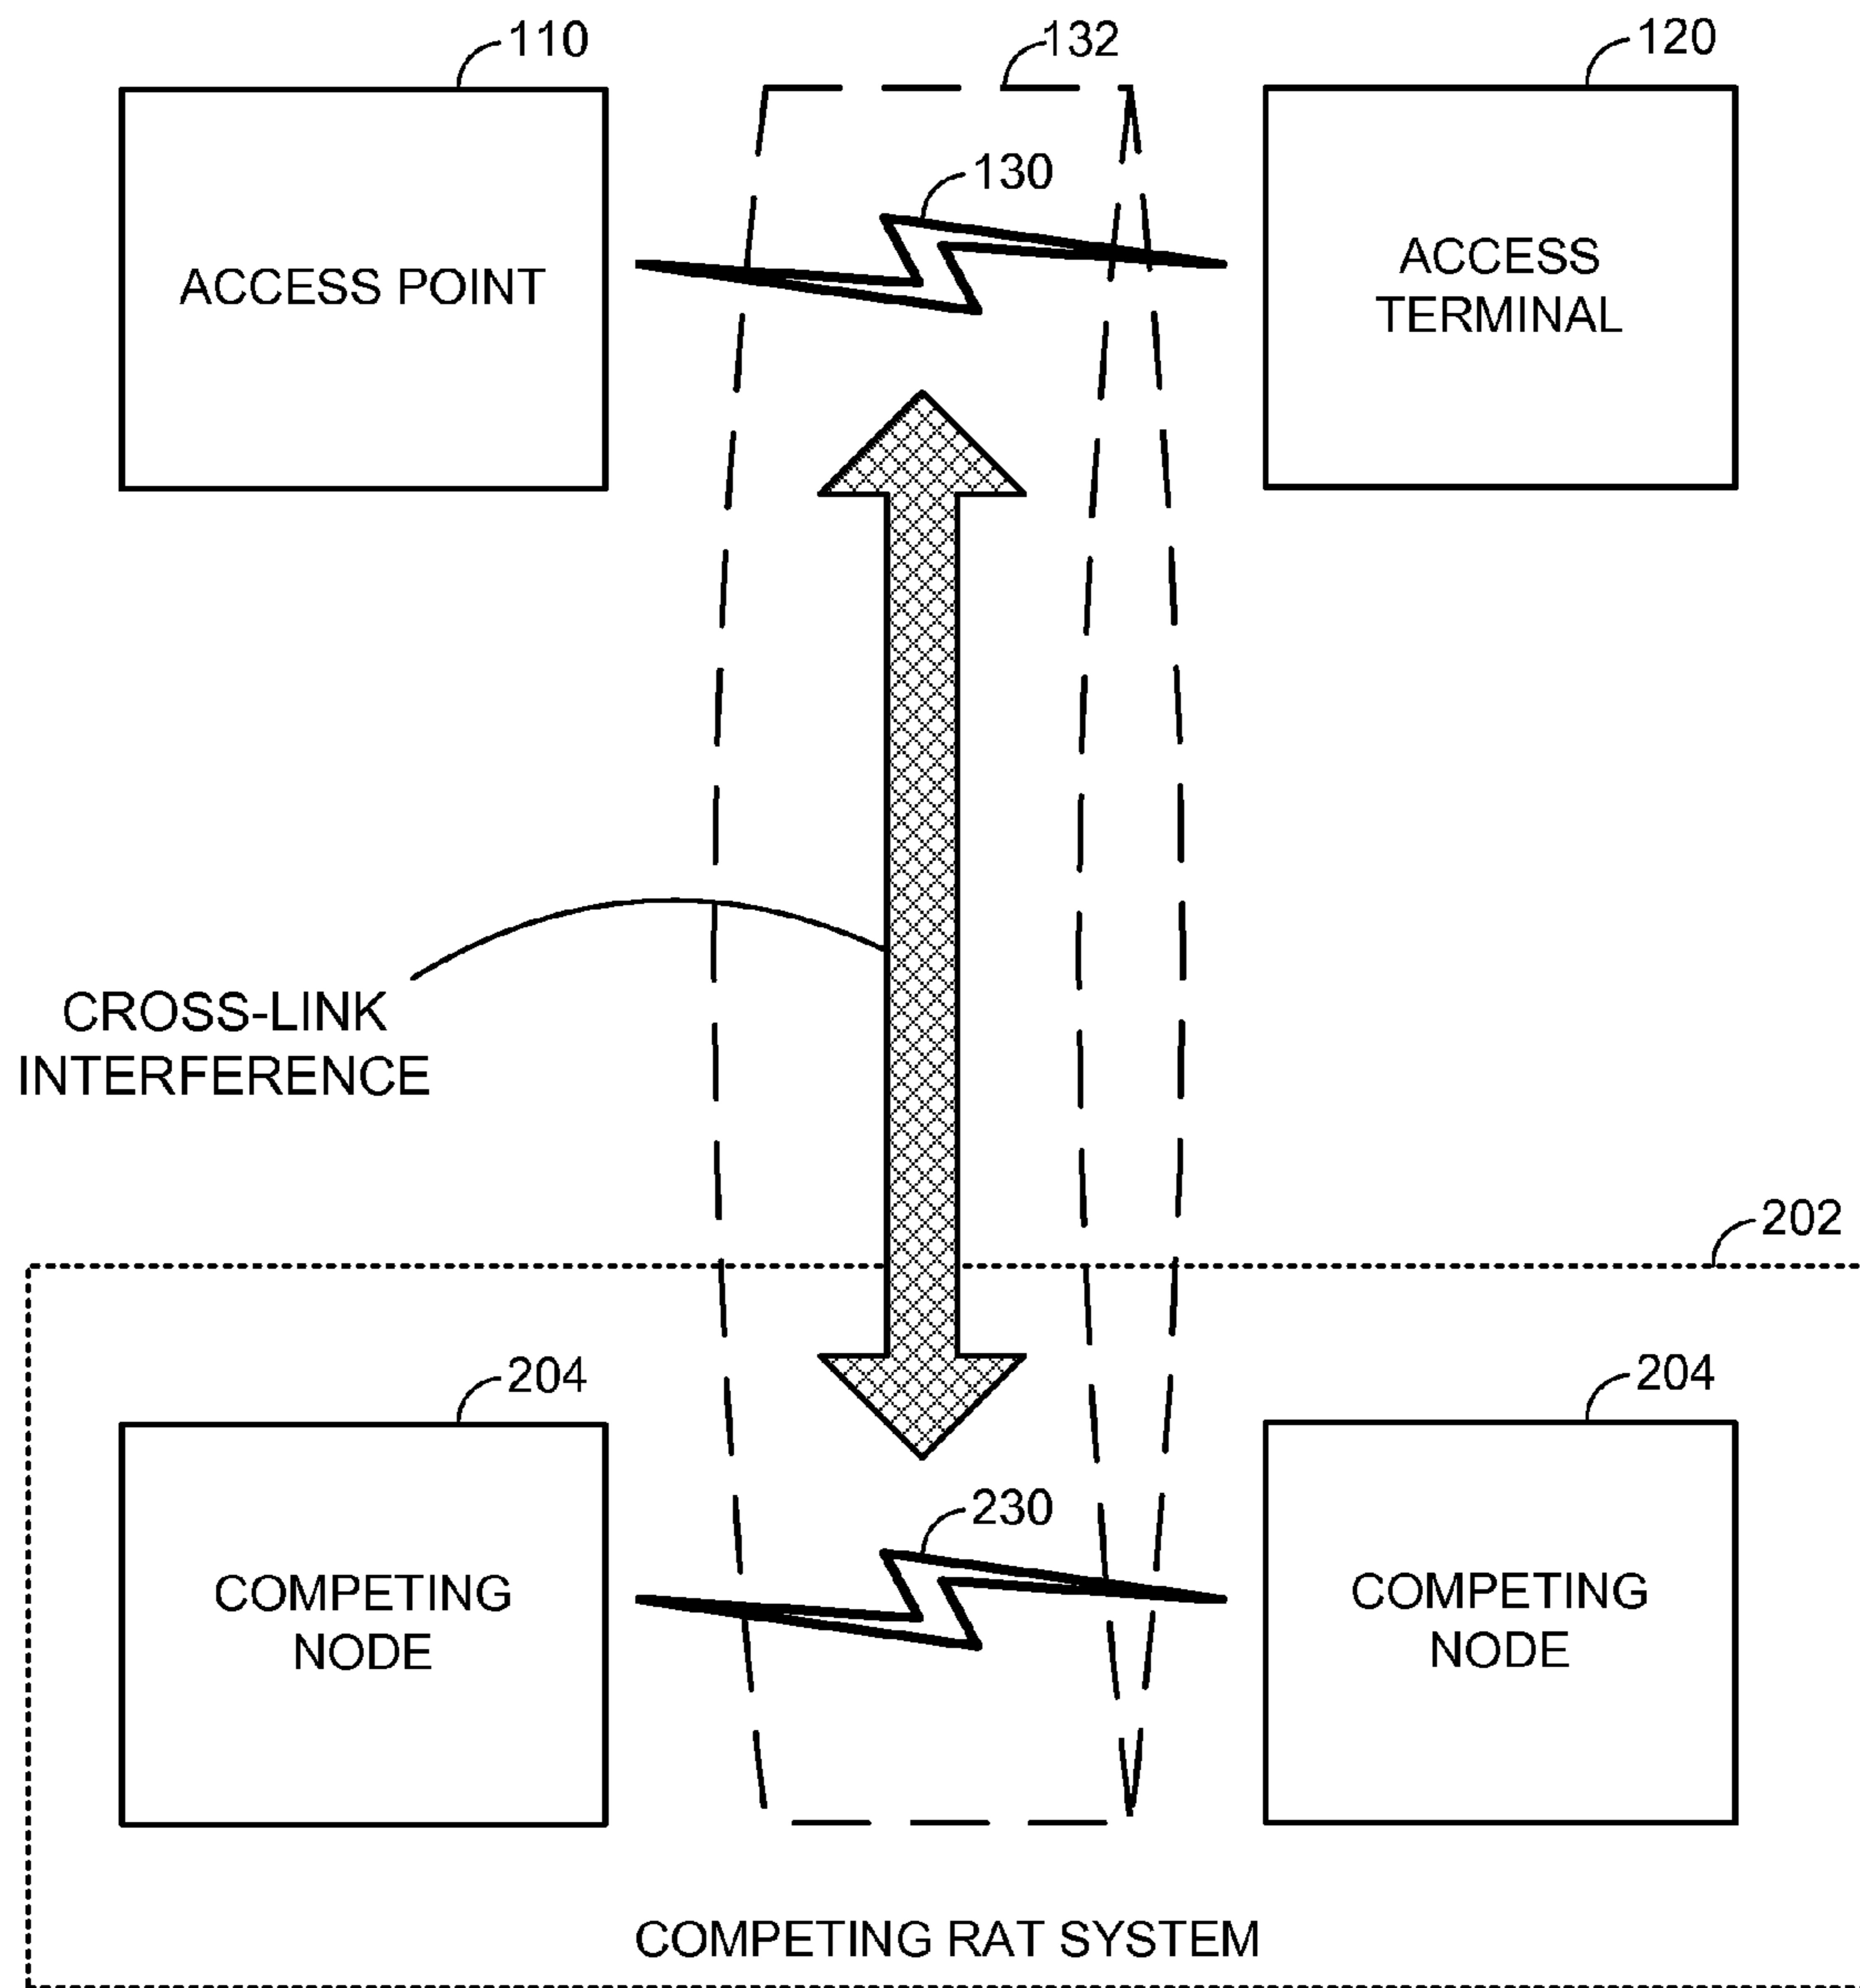 110
132
120
130
ACCESS POINT
ACCESS
TERMINAL
CROSS-LINK
INTERFERENCE
202
204
204
230
COMPETING
NODE
COMPETING
NODE
COMPETING RAT SYSTEM